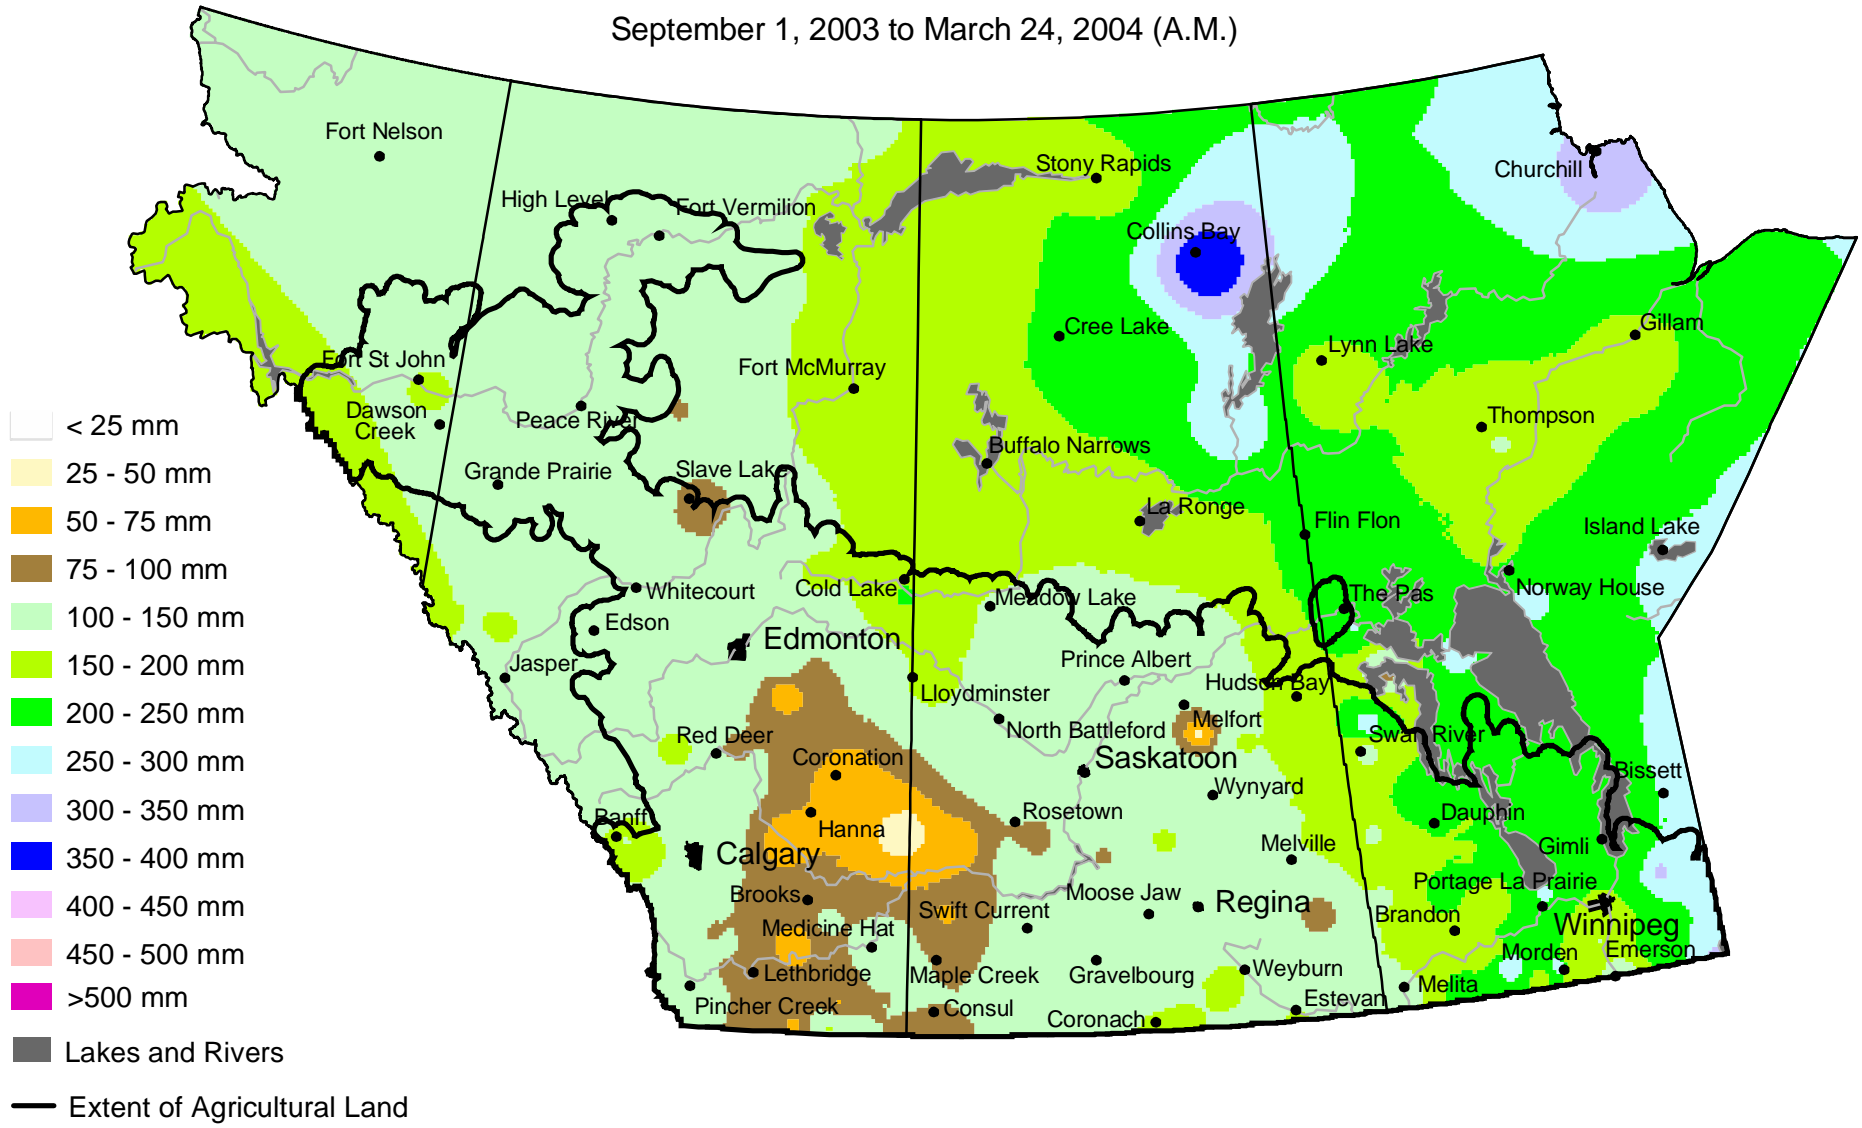 September 1, 2003 to March 24, 2004 (A.M.)
Fort Nelson
Stony Rapids
Churchill
High Level
Fort Vermilion
Collins Bay
Cree Lake
Gillam
Lynn Lake
Fort St John
Fort McMurray
Dawson
Creek
Peace River
Thompson
Buffalo Narrows
Grande Prairie
Slave Lake
La Ronge
Flin Flon
Island Lake
Whitecourt
Cold Lake
Meadow Lake
The Pas
Norway House
Edson
Edmonton
Jasper
Prince Albert
Hudson Bay
Lloydminster
North Battleford
Melfort
Red Deer
Swan River
Coronation
Saskatoon
Bissett
Wynyard
Banff
Hanna
Rosetown
Dauphin
Calgary
Melville
Gimli
Brooks
Moose Jaw
Portage La Prairie
Swift Current
Regina
Brandon
Medicine Hat
Winnipeg
Morden
Emerson
Lethbridge
Maple Creek
Gravelbourg
Weyburn
Melita
Pincher Creek
Consul
Coronach
Estevan
< 25 mm
25 - 50 mm
50 - 75 mm
75 - 100 mm
100 - 150 mm
150 - 200 mm
200 - 250 mm
250 - 300 mm
300 - 350 mm
350 - 400 mm
400 - 450 mm
450 - 500 mm
>500 mm
Lakes and Rivers
Extent of Agricultural Land